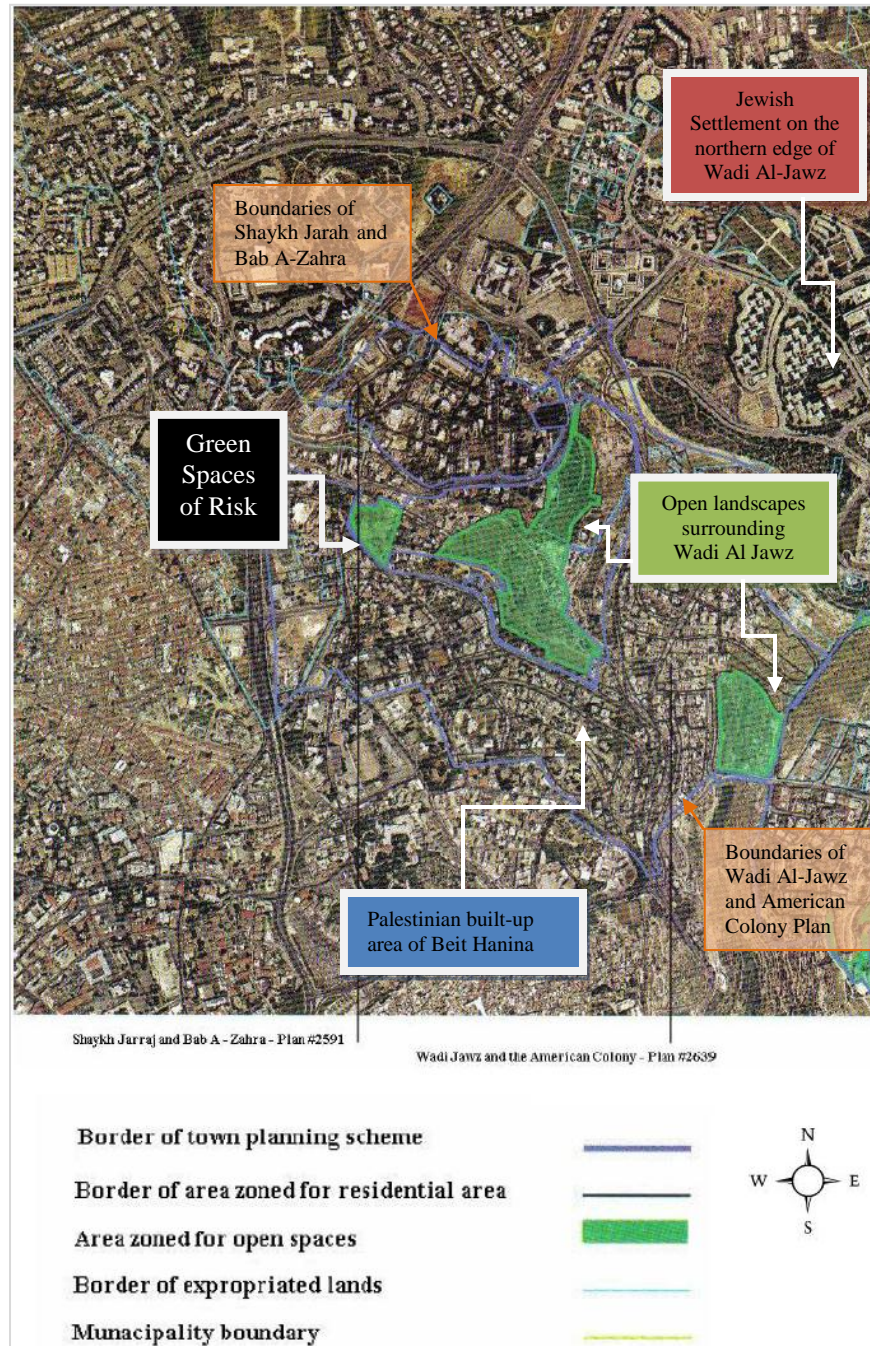 Jewish
Settlement on the
northern edge of
Wadi Al-Jawz
Boundaries of
Shaykh Jarah and
Bab A-Zahra
Green
Spaces
of Risk
Open landscapes
surrounding
Wadi Al Jawz
Boundaries of
Wadi Al-Jawz
and American
Colony Plan
Palestinian built-up
area of Beit Hanina
Shaykh Jarraj and Bab A - Zahra - Plan #2591
Wadi Jawz and the American Colony - Plan #2639
Border of town planning scheme
Border of area zoned for residential area
Area zoned for open spaces
Border of expropriated lands
Munacipality boundary
N
W E
S